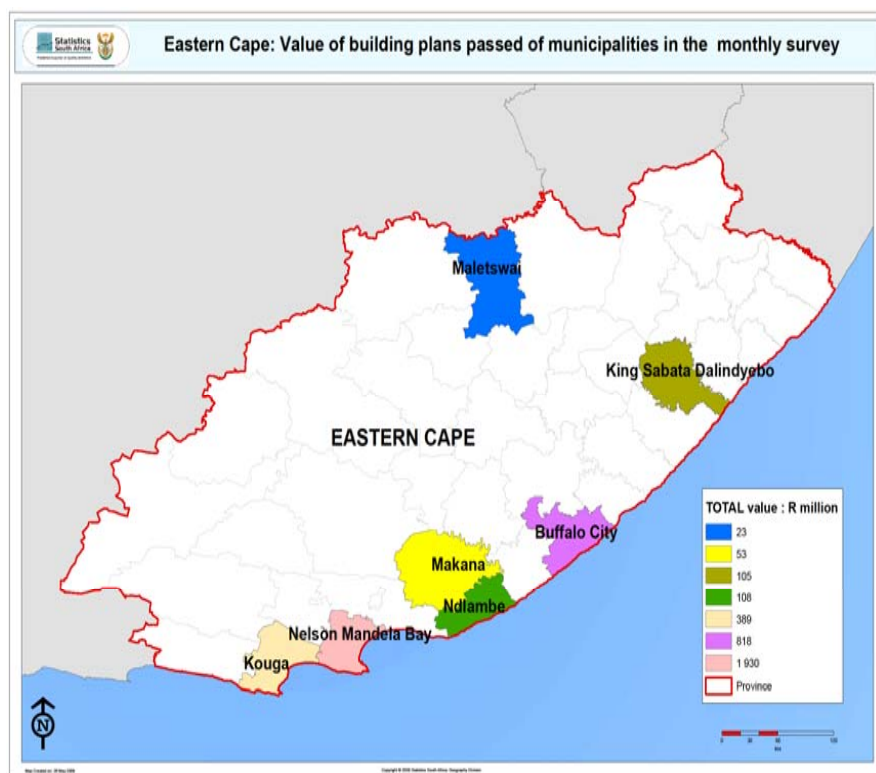 Statistics
South Africa
Eastern Cape: Value of building plans passed of municipalities in the monthly survey
Maletswai
King Sabata Dalindyebo
EASTERN CAPE
Buffalo City
Makana
Ndlambe
Nelson Mandela Bay
Kouga
TOTAL value : R million
23
53
105
108
389
818
1 930
Province
N